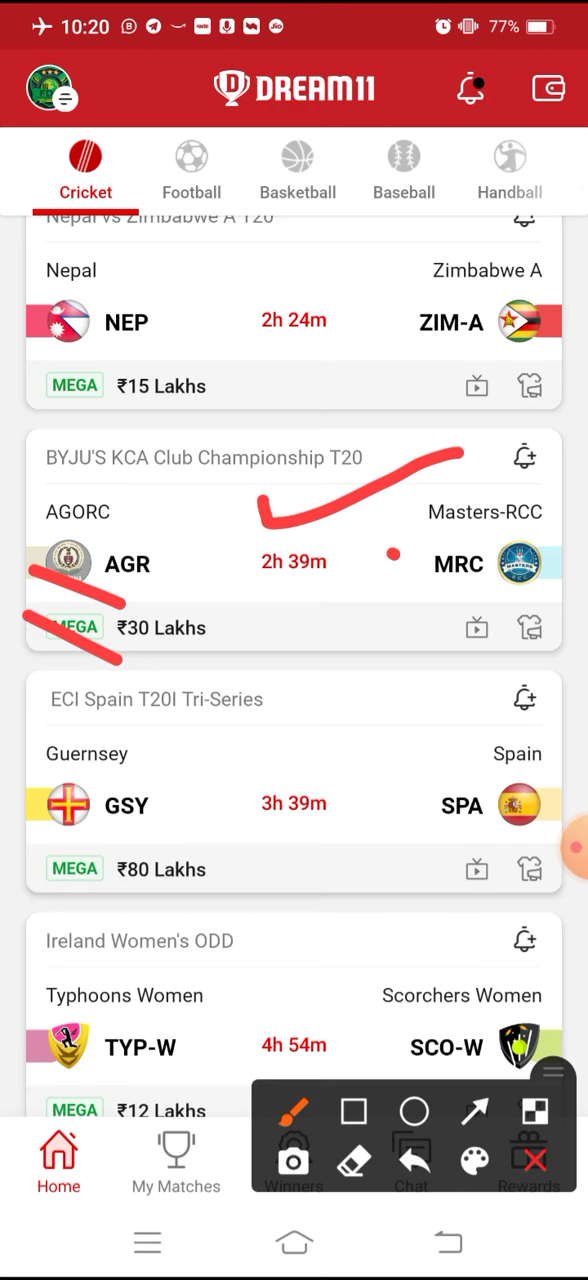 10:20
77%
DREAM11
Cricket Football Basketball Baseball Handball
Nepal vs Zimbabwe A T20
Nepal Zimbabwe A
NEP 2h 24m ZIM-A
MEGA ₹15 Lakhs
BYJU'S KCA Club Championship T20
AGORC Masters-RCC
AGR 2h 39m MRC
MEGA ₹30 Lakhs
ECI Spain T20I Tri-Series
Guernsey Spain
GSY 3h 39m SPA
MEGA ₹80 Lakhs
Ireland Women's ODD
Typhoons Women Scorchers Women
TYP-W 4h 54m SCO-W
MEGA ₹12 Lakhs
Home My Matches Winners Chat Rewards